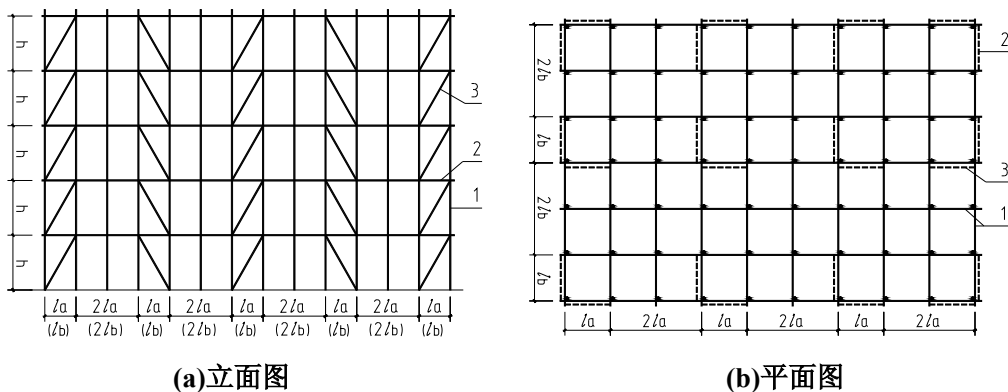 h
h
h
h
h
3
2
1
la 2la la 2la la 2la la 2la la
(lb) (2lb) (lb) (2lb) (lb) (2lb) (lb) (2lb) (lb)
(a)立面图
2lb
lb
2lb
lb
2
3
1
la 2la la 2la la 2la
(b)平面图